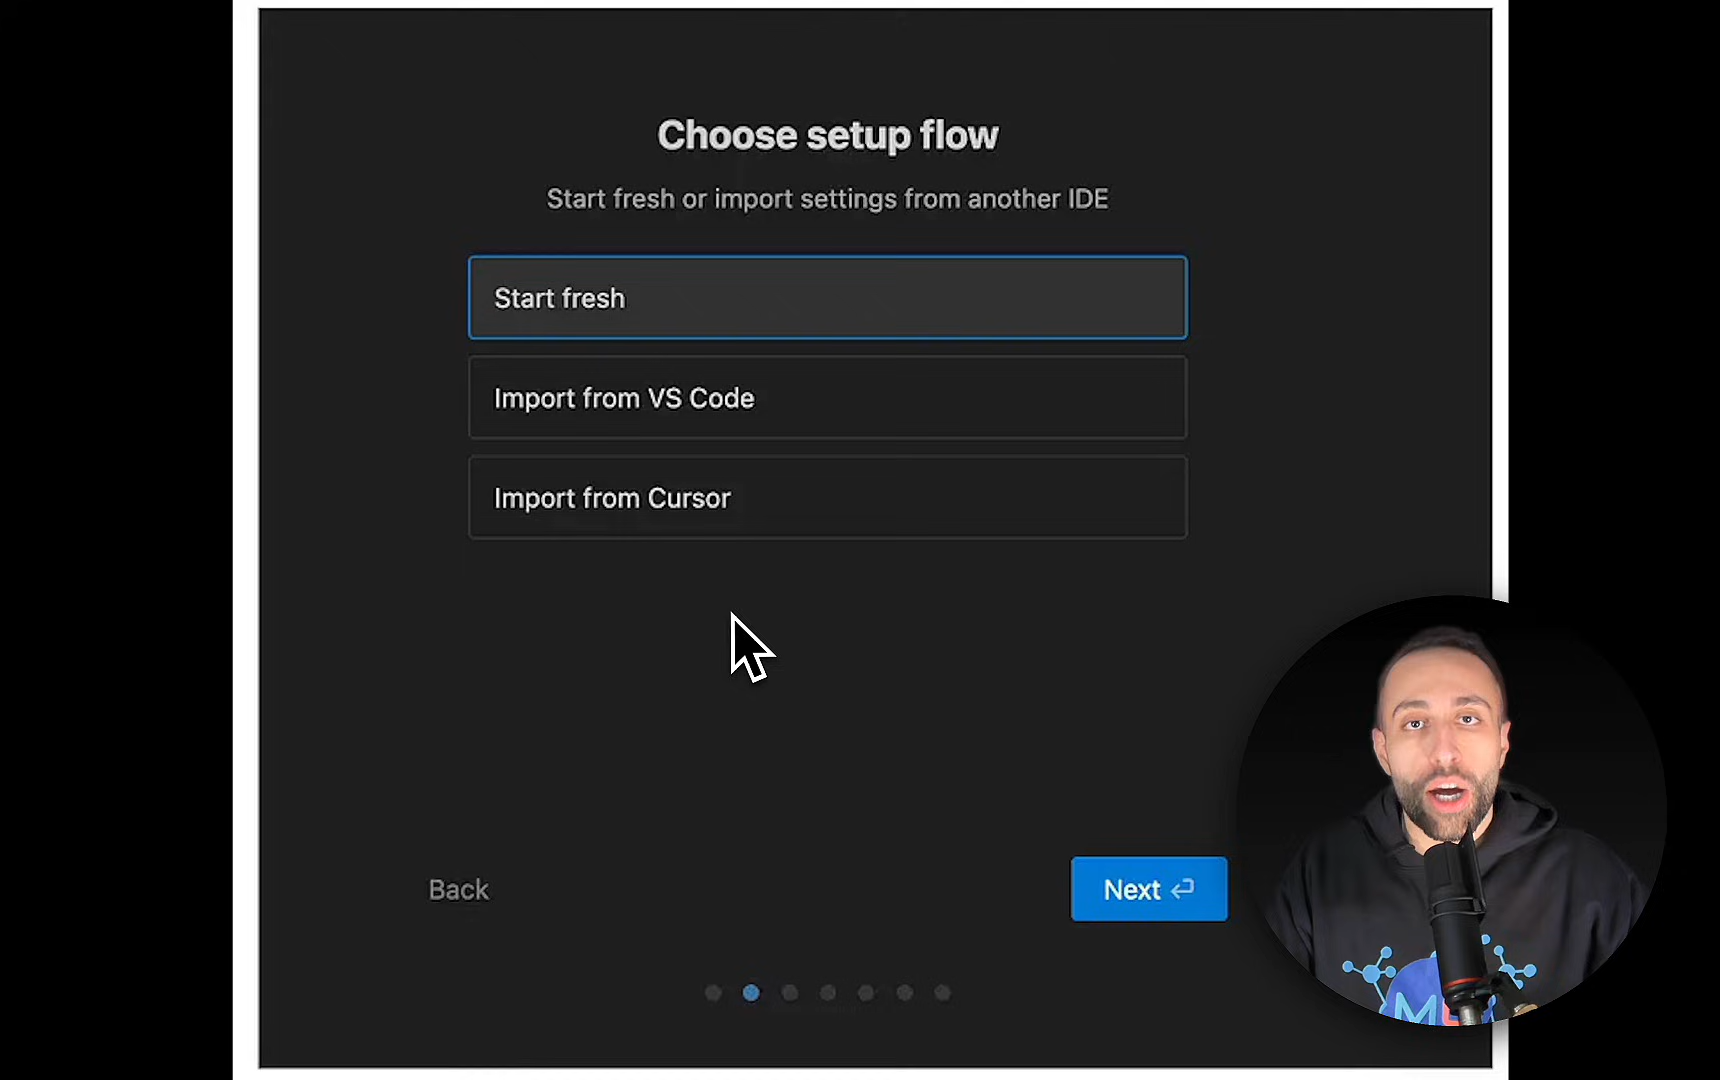 Choose setup flow
Start fresh or import settings from another IDE
Start fresh
Import from VS Code
Import from Cursor
Back
Next